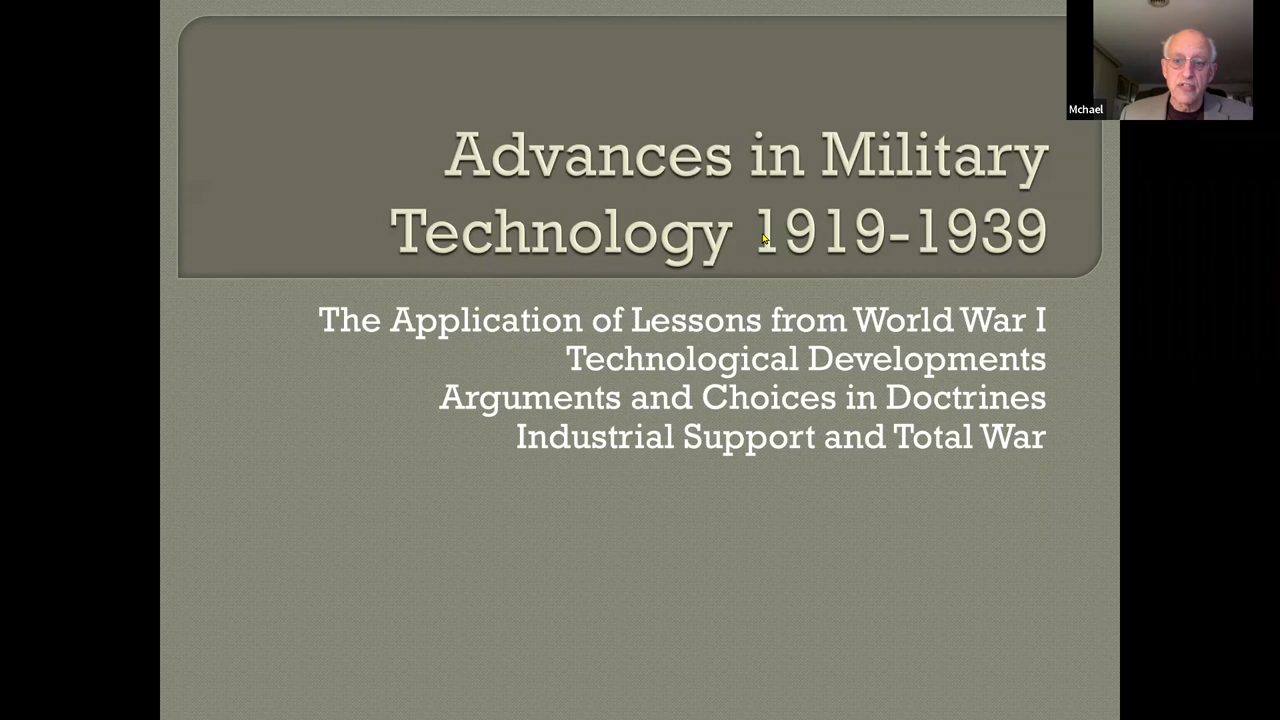 Mchael
Advances in Military
Technology 1919-1939
The Application of Lessons from World War I
Technological Developments
Arguments and Choices in Doctrines
Industrial Support and Total War